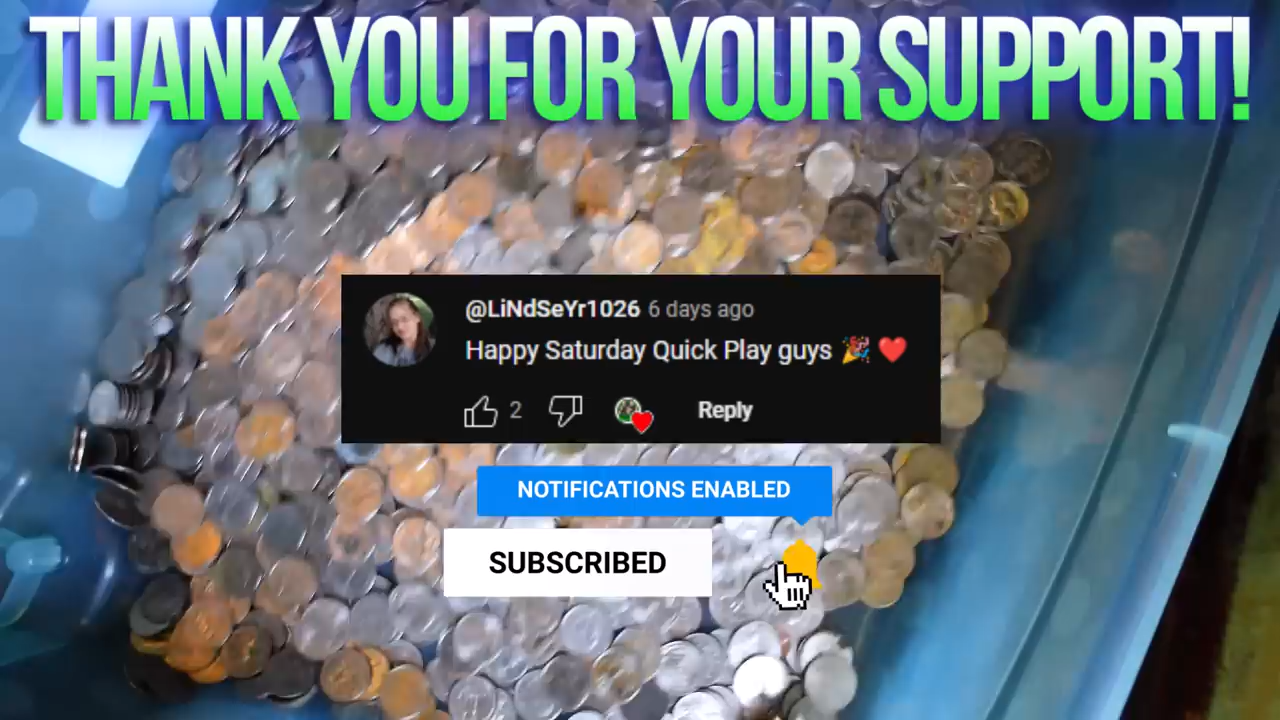 THANK YOU FOR YOUR SUPPORT!
@LiNdSeYr1026 6 days ago
Happy Saturday Quick Play guys 🎉 ❤️
2 Reply
NOTIFICATIONS ENABLED
SUBSCRIBED